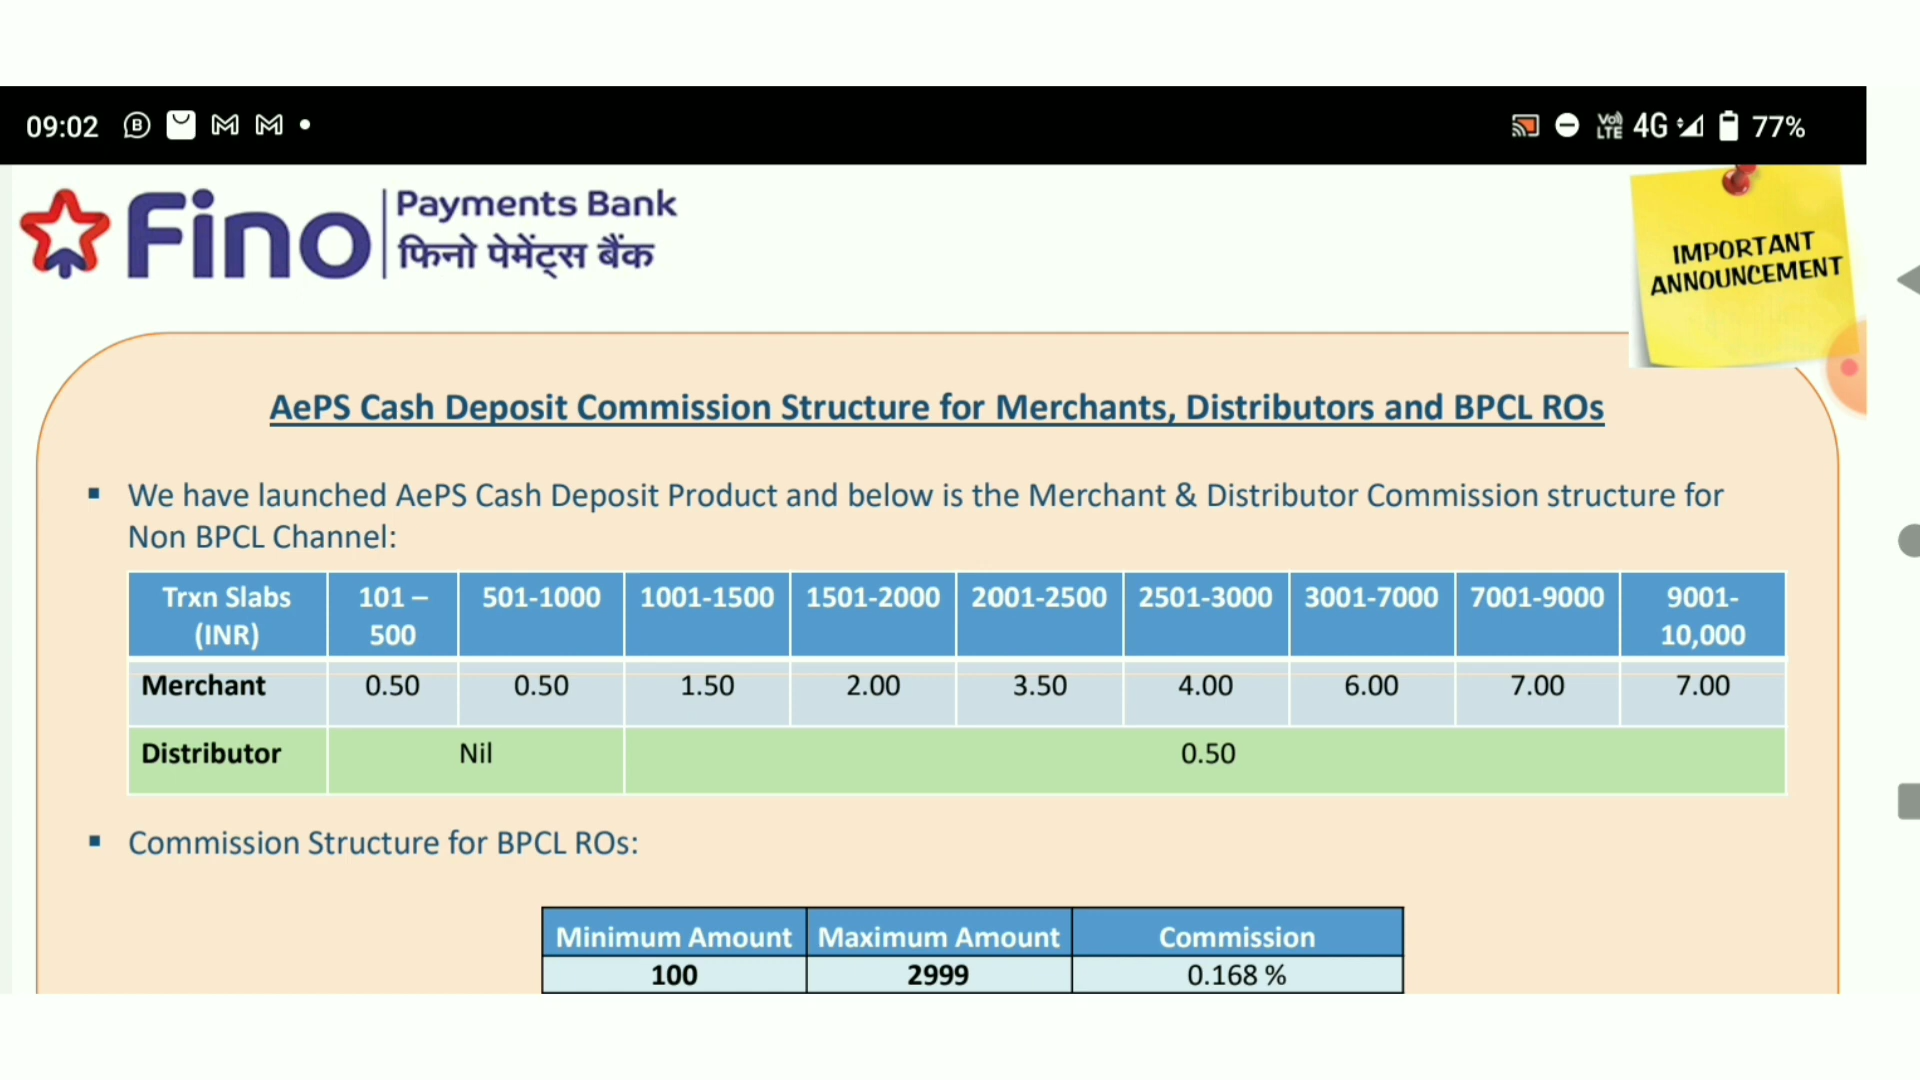 09:02
VoLTE 4G 77%
Fino Payments Bank
फिनो पेमेंट्स बैंक
IMPORTANT
ANNOUNCEMENT
AePS Cash Deposit Commission Structure for Merchants, Distributors and BPCL ROs
▪ We have launched AePS Cash Deposit Product and below is the Merchant & Distributor Commission structure for
Non BPCL Channel:
Trxn Slabs (INR) 101 – 500 501-1000 1001-1500 1501-2000 2001-2500 2501-3000 3001-7000 7001-9000 9001-10,000
Merchant 0.50 0.50 1.50 2.00 3.50 4.00 6.00 7.00 7.00
Distributor Nil 0.50
▪ Commission Structure for BPCL ROs:
Minimum Amount Maximum Amount Commission
100 2999 0.168 %